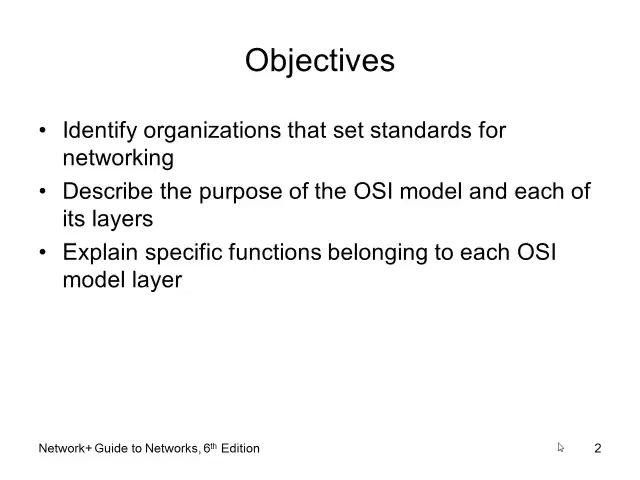 Objectives
• Identify organizations that set standards for
networking
• Describe the purpose of the OSI model and each of
its layers
• Explain specific functions belonging to each OSI
model layer
Network+ Guide to Networks, 6th Edition 2